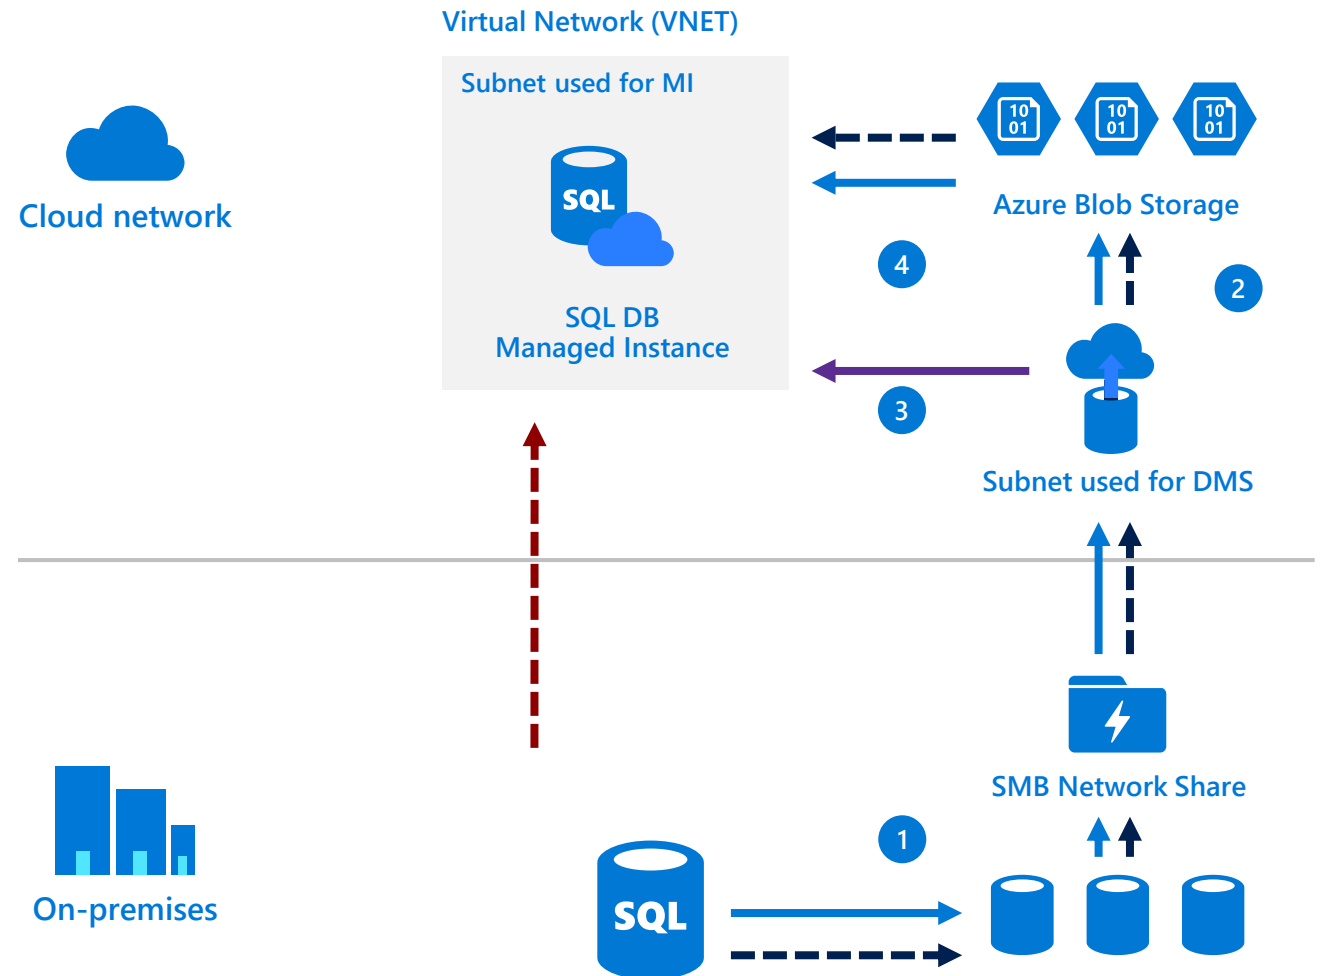 Virtual Network (VNET)
Subnet used for MI
10
01
10
01
10
01
SQL
Cloud network
Azure Blob Storage
4
2
SQL DB
Managed Instance
3
Subnet used for DMS
SMB Network Share
1
On-premises
SQL